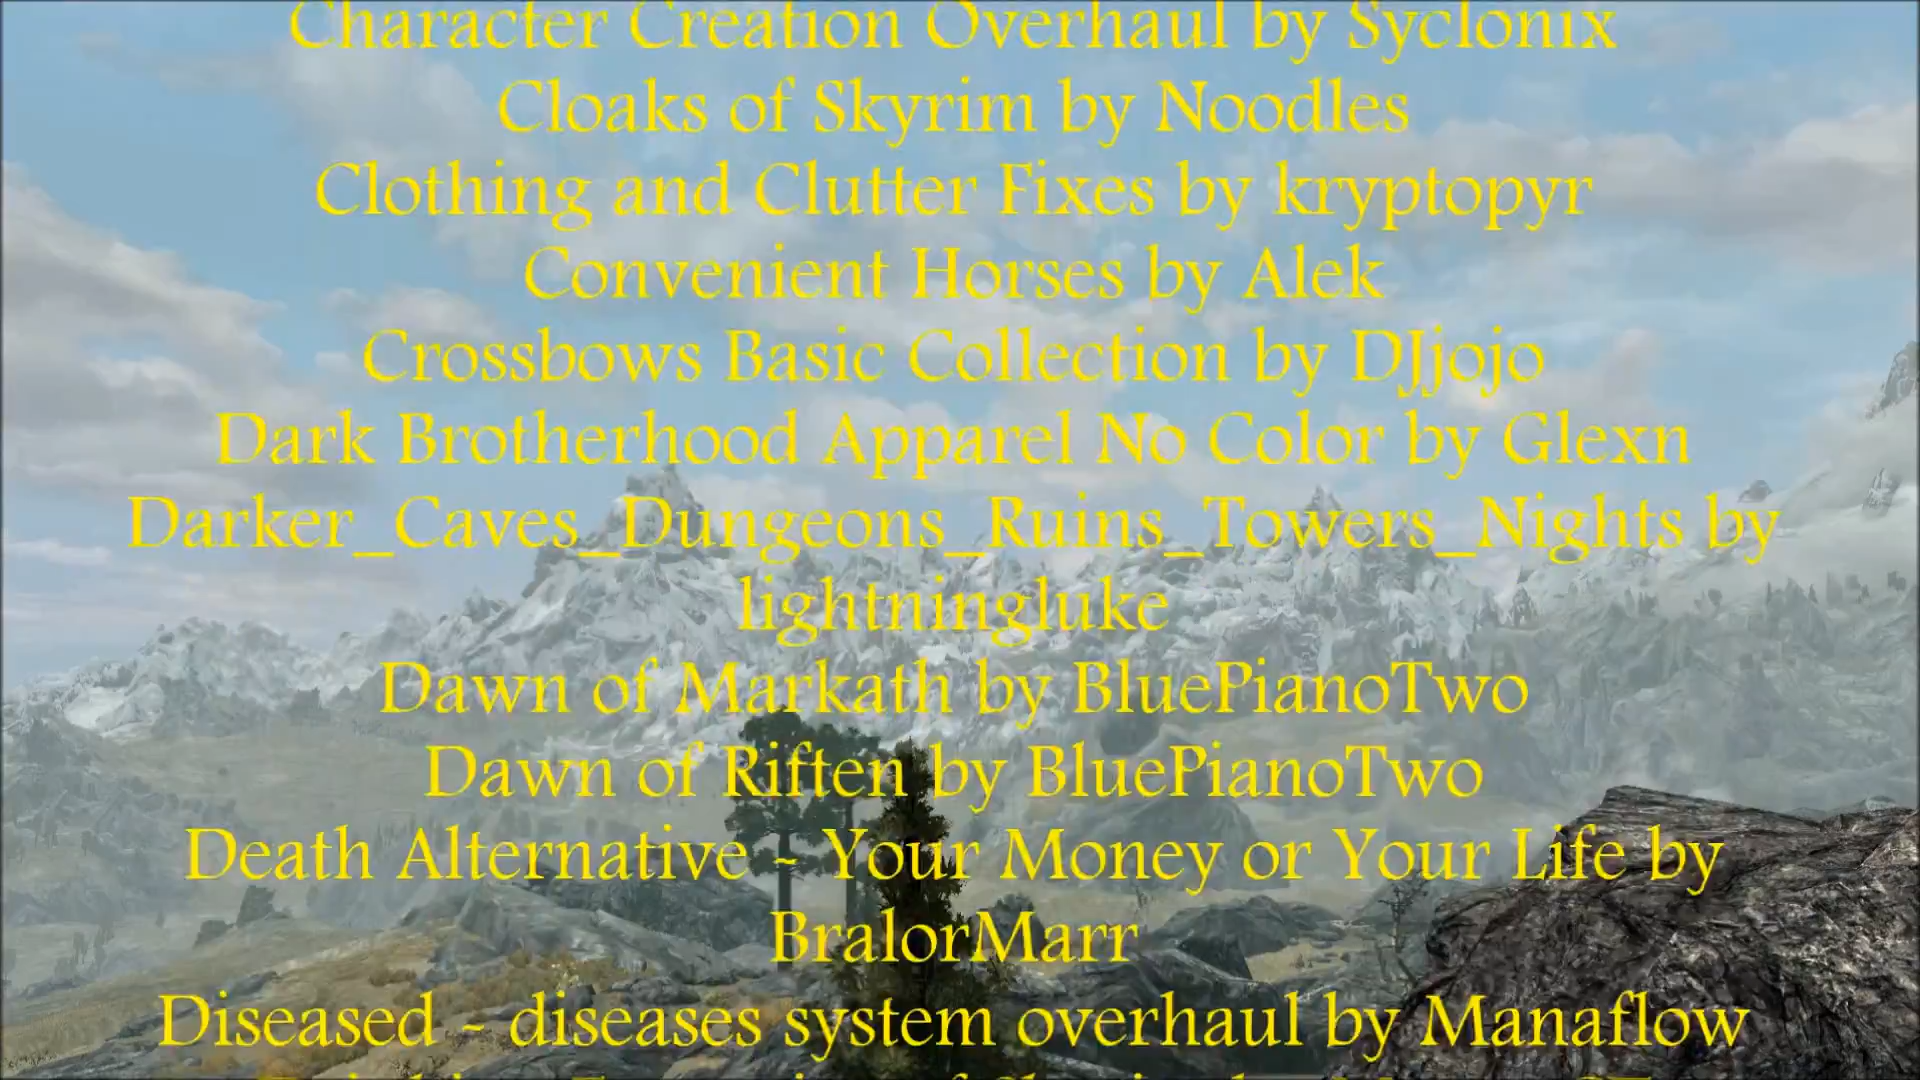 Character Creation Overhaul by Syclonix
Cloaks of Skyrim by Noodles
Clothing and Clutter Fixes by kryptopyr
Convenient Horses by Alek
Crossbows Basic Collection by DJjojo
Dark Brotherhood Apparel No Color by Glexn
Darker_Caves_Dungeons_Ruins_Towers_Nights by
lightningluke
Dawn of Markath by BluePianoTwo
Dawn of Riften by BluePianoTwo
Death Alternative ~ Your Money or Your Life by
BralorMarr
Diseased ~ diseases system overhaul by Manaflow